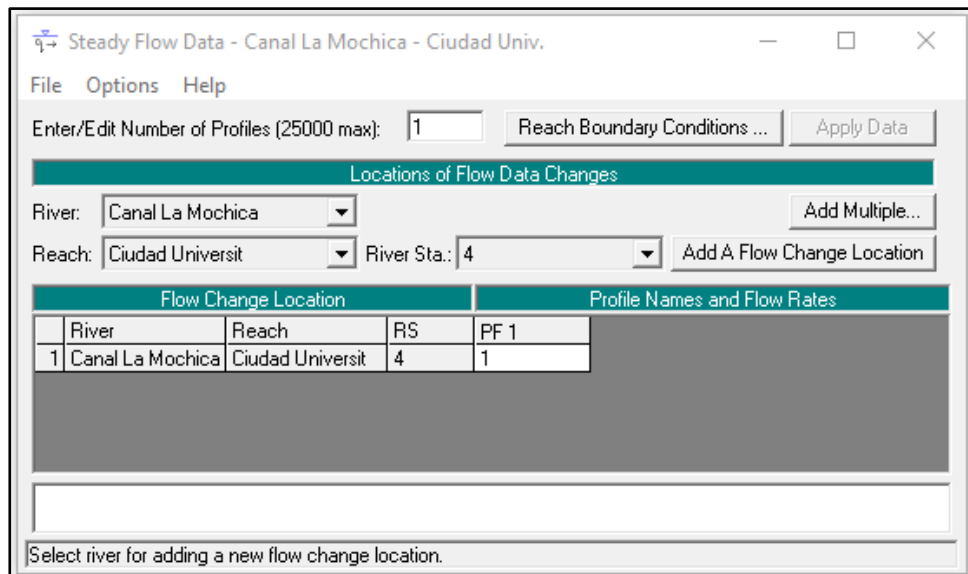 Steady Flow Data - Canal La Mochica - Ciudad Univ.
File Options Help
Enter/Edit Number of Profiles (25000 max): 1 Reach Boundary Conditions ... Apply Data
Locations of Flow Data Changes
River: Canal La Mochica Add Multiple...
Reach: Ciudad Universit River Sta.: 4 Add A Flow Change Location
Flow Change Location Profile Names and Flow Rates
River Reach RS PF 1
1 Canal La Mochica Ciudad Universit 4 1
Select river for adding a new flow change location.